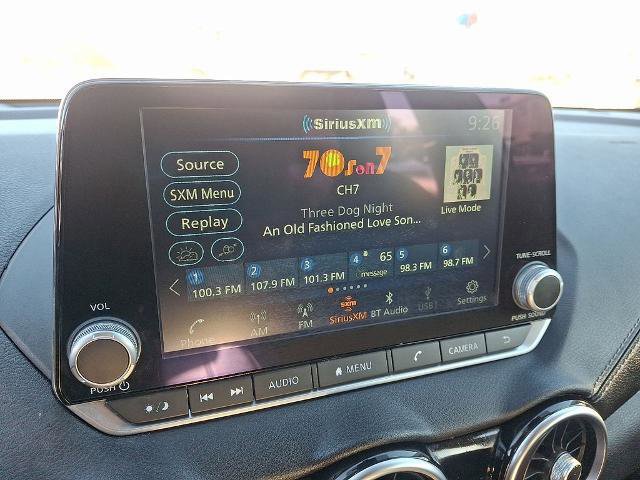 SiriusXM 9:26
Source
SXM Menu
Replay
70s on 7
CH7
Three Dog Night
An Old Fashioned Love Son...
Live Mode
1 2 3 4 65 5 6
100.3 FM 107.9 FM 101.3 FM message 98.3 FM 98.7 FM
Phone AM FM SiriusXM BT Audio USB1 Settings
VOL
PUSH
TUNE·SCROLL
PUSH SOUND
AUDIO MENU CAMERA